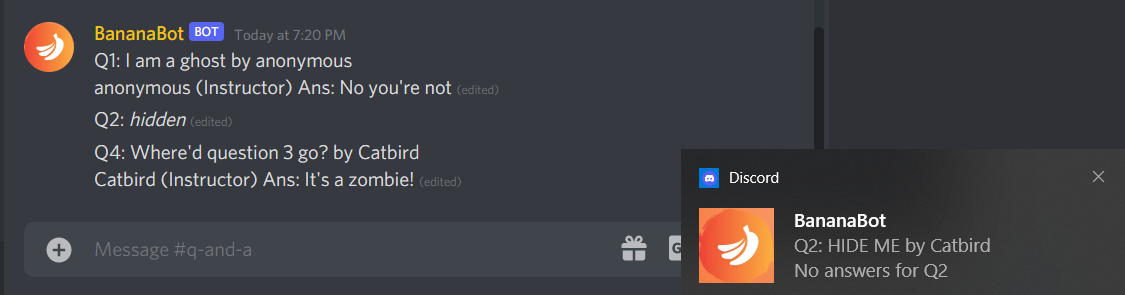 BananaBot BOT Today at 7:20 PM
Q1: I am a ghost by anonymous
anonymous (Instructor) Ans: No you're not (edited)
Q2: hidden (edited)
Q4: Where'd question 3 go? by Catbird
Catbird (Instructor) Ans: It's a zombie! (edited)
Message #q-and-a
G
Discord
BananaBot
Q2: HIDE ME by Catbird
No answers for Q2